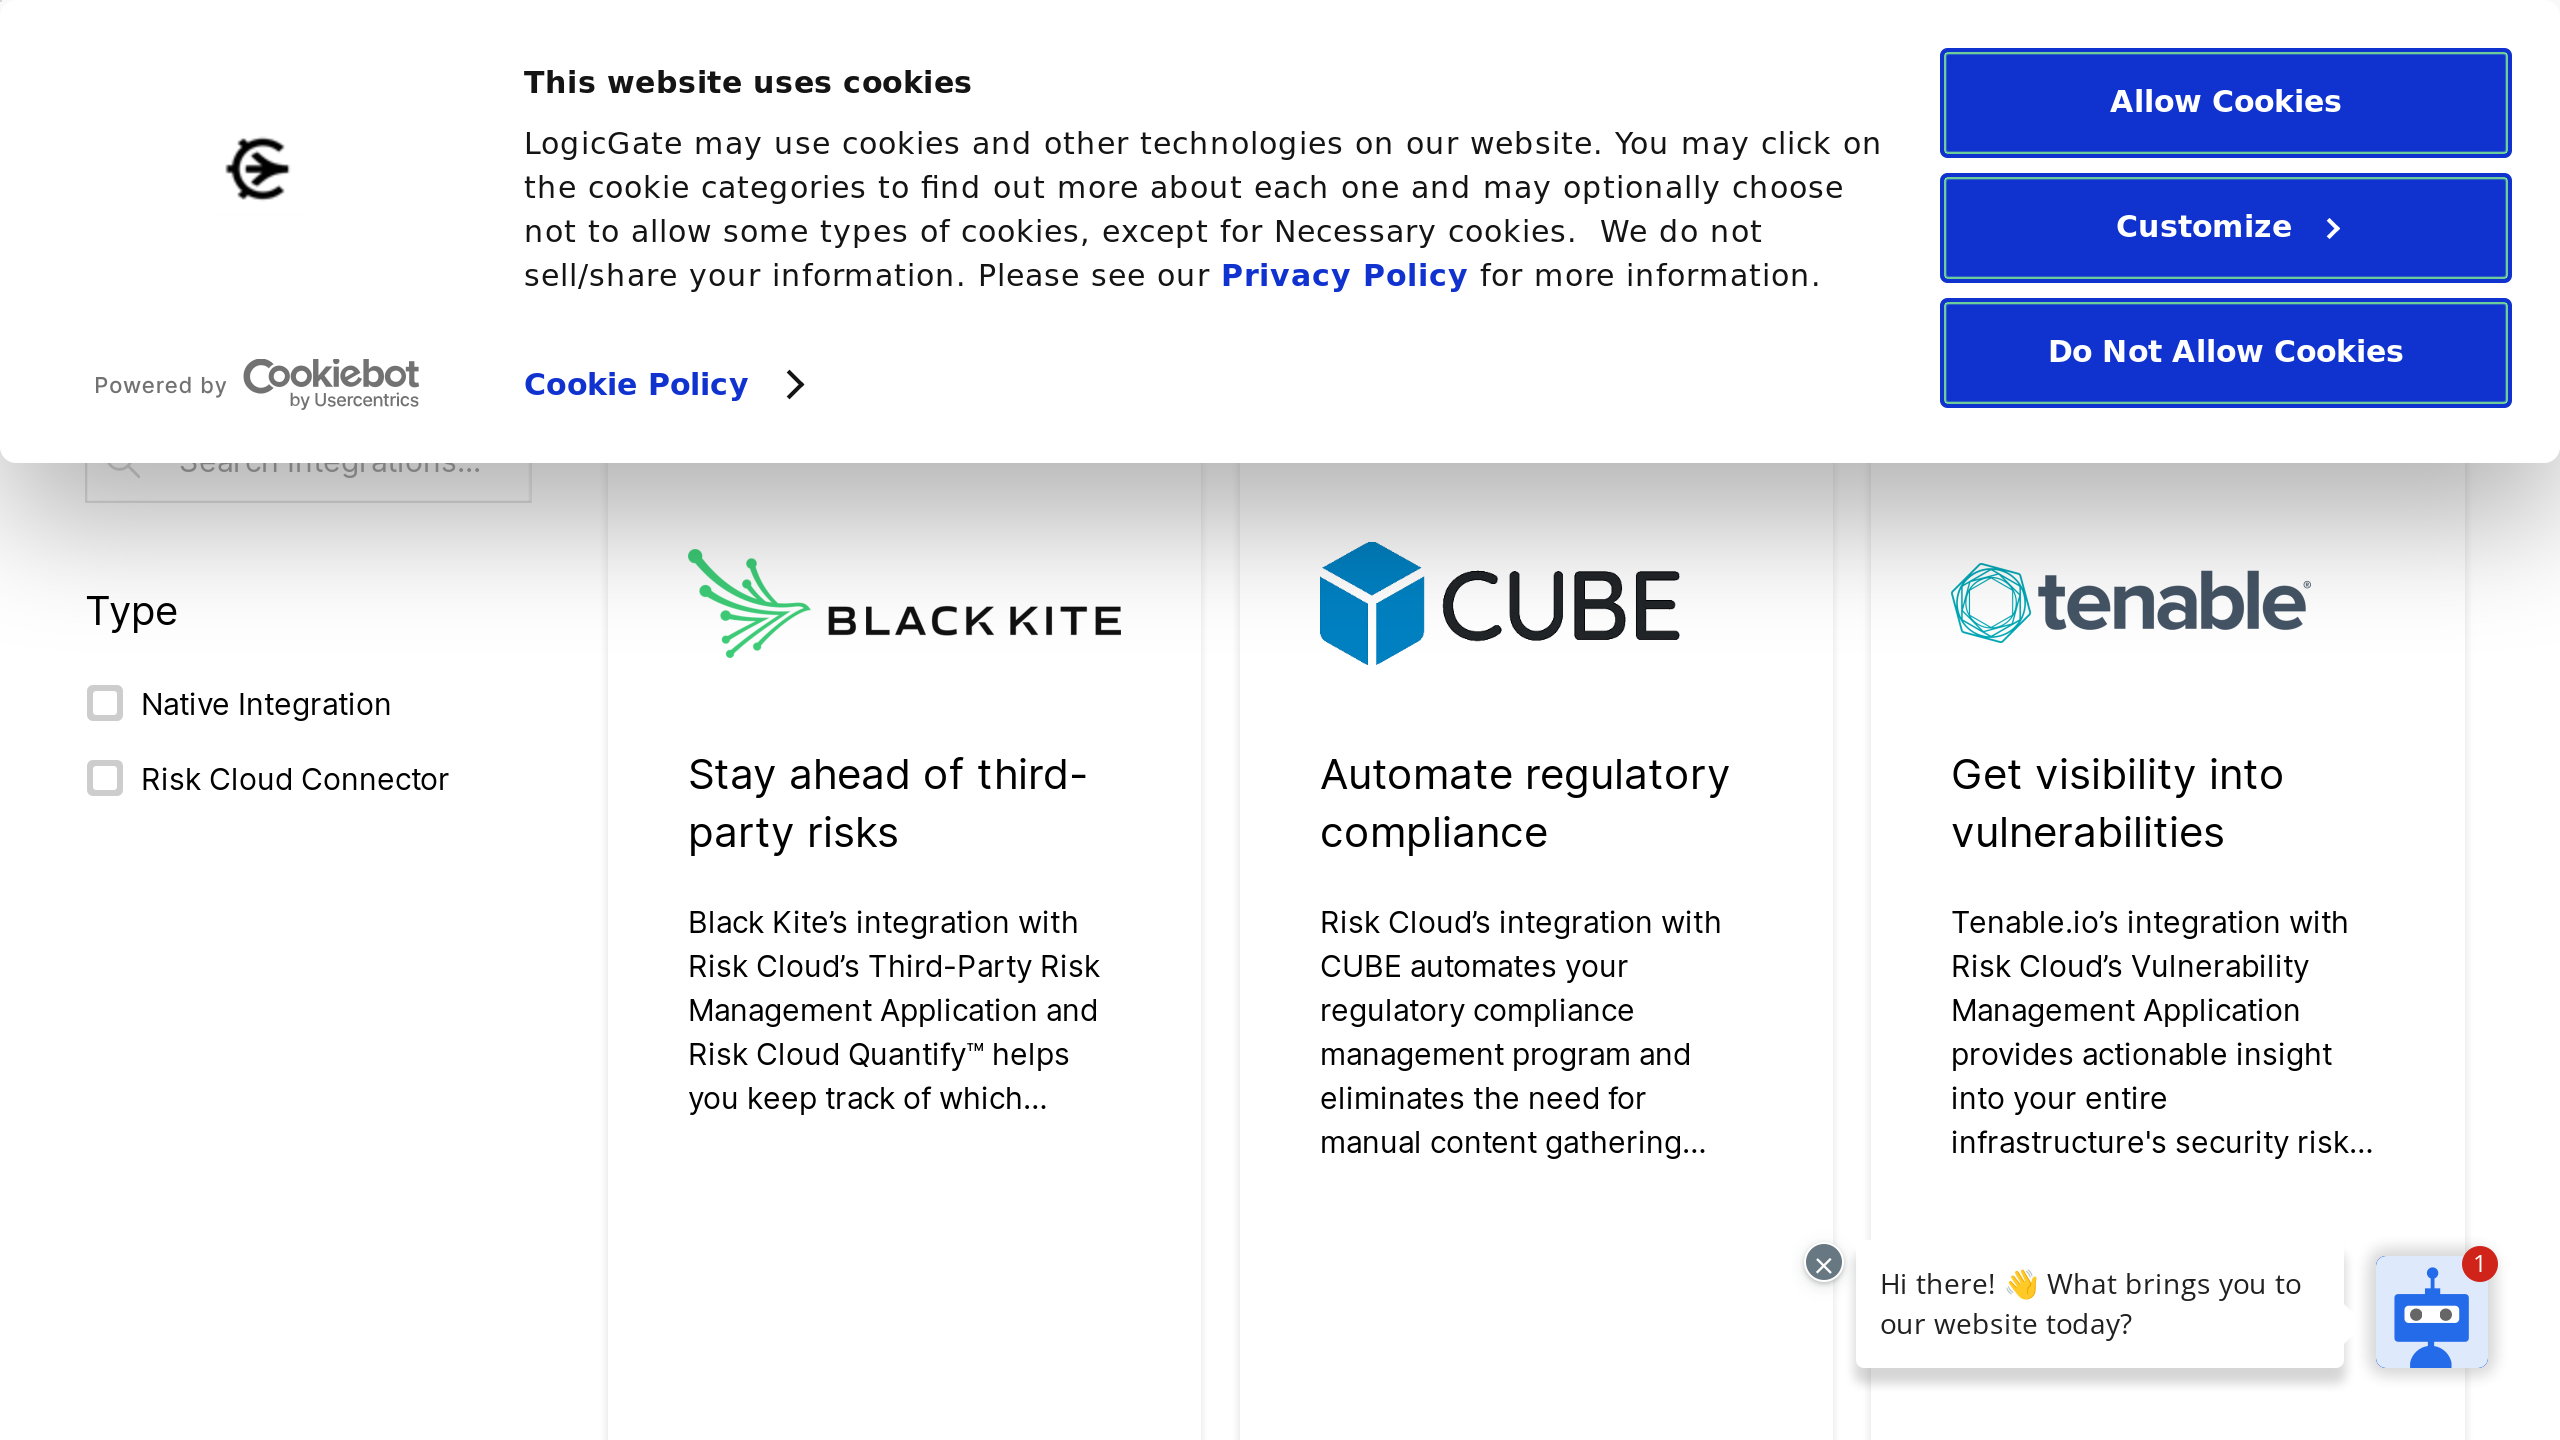 This website uses cookies
LogicGate may use cookies and other technologies on our website. You may click on
the cookie categories to find out more about each one and may optionally choose
not to allow some types of cookies, except for Necessary cookies.  We do not
sell/share your information. Please see our Privacy Policy for more information.
Cookie Policy
Powered by Cookiebot
by Usercentrics
Allow Cookies
Customize
Do Not Allow Cookies
Search Integrations...
Type
Native Integration
Risk Cloud Connector
BLACK KITE
Stay ahead of third-
party risks
Black Kite’s integration with
Risk Cloud’s Third-Party Risk
Management Application and
Risk Cloud Quantify™ helps
you keep track of which...
CUBE
Automate regulatory
compliance
Risk Cloud’s integration with
CUBE automates your
regulatory compliance
management program and
eliminates the need for
manual content gathering...
tenable®
Get visibility into
vulnerabilities
Tenable.io’s integration with
Risk Cloud’s Vulnerability
Management Application
provides actionable insight
into your entire
infrastructure's security risk...
Hi there! 👋 What brings you to
our website today?
1